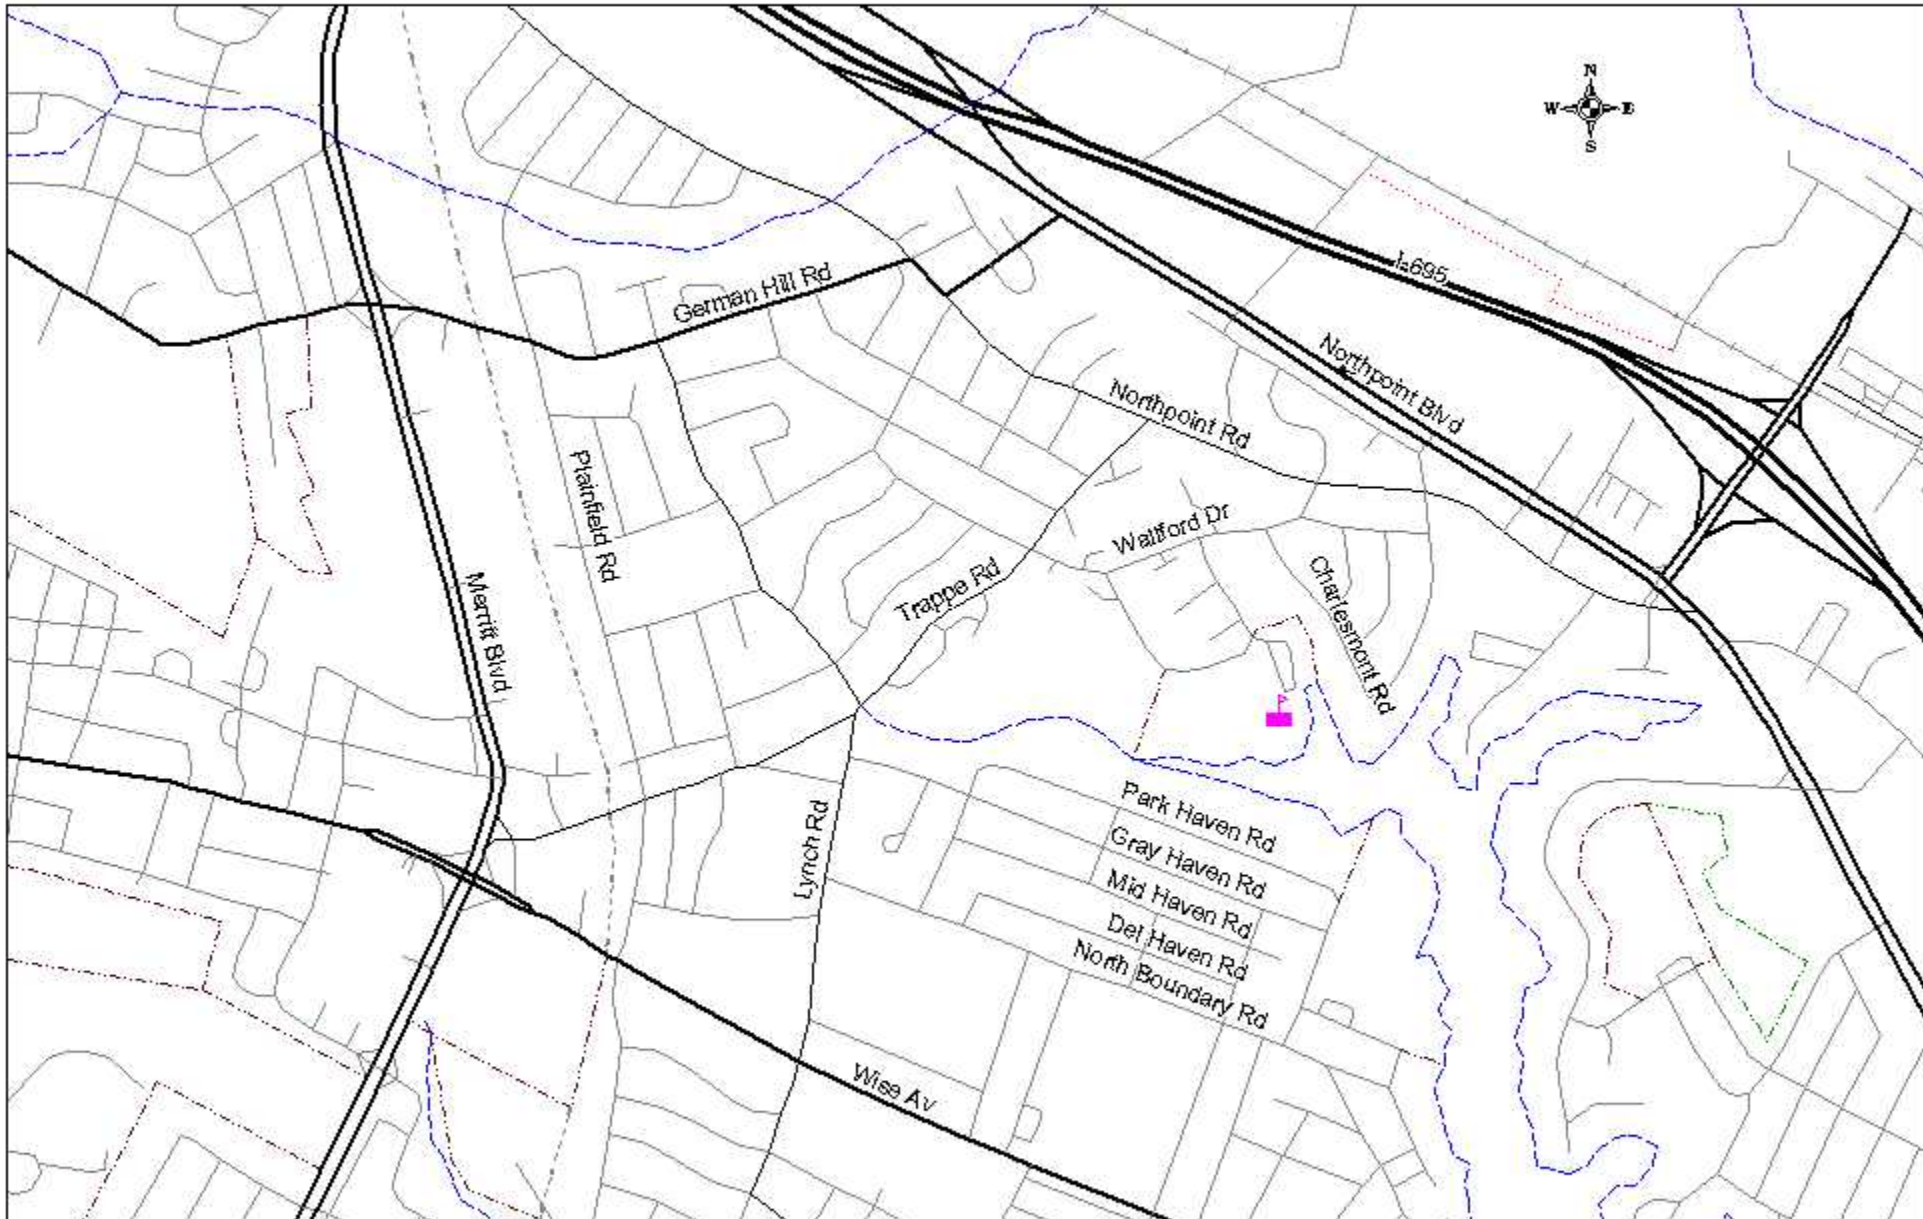 N
W E
S
I-695
German Hill Rd
Northpoint Blvd
Northpoint Rd
Plainfield Rd
Wallford Dr
Trappe Rd
Charlesmont Rd
Merritt Blvd
Park Haven Rd
Lynch Rd
Gray Haven Rd
Mid Haven Rd
Del Haven Rd
North Boundary Rd
Wise Av